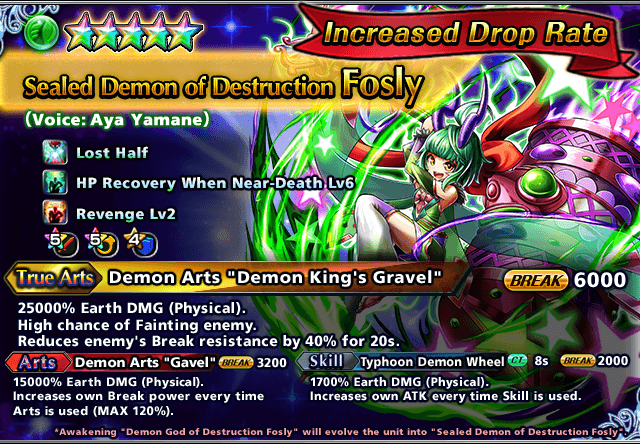 Increased Drop Rate
Sealed Demon of Destruction Fosly
(Voice: Aya Yamane)
Lost Half
HP Recovery When Near-Death Lv6
Revenge Lv2
5 5 4
True Arts Demon Arts "Demon King's Gravel" BREAK 6000
25000% Earth DMG (Physical).
High chance of Fainting enemy.
Reduces enemy's Break resistance by 40% for 20s.
Arts Demon Arts "Gavel" BREAK 3200
15000% Earth DMG (Physical).
Increases own Break power every time
Arts is used (MAX 120%).
Skill Typhoon Demon Wheel CT 8s BREAK 2000
1700% Earth DMG (Physical).
Increases own ATK every time Skill is used.
*Awakening "Demon God of Destruction Fosly" will evolve the unit into "Sealed Demon of Destruction Fosly".